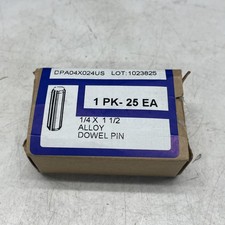 CPA04X024US LOT:1023825
1 PK- 25 EA
1/4 X 1 1/2
ALLOY
DOWEL PIN